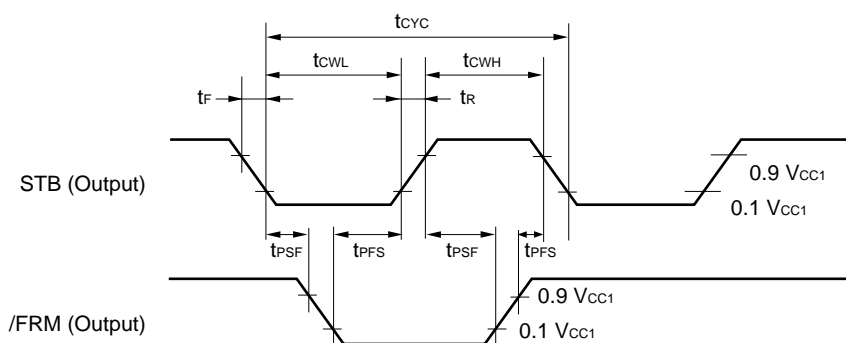 tCYC
tCWL tCWH
tF tR
STB (Output)
0.9 VCC1
0.1 VCC1
tPSF tPFS tPSF tPFS
/FRM (Output)
0.9 VCC1
0.1 VCC1